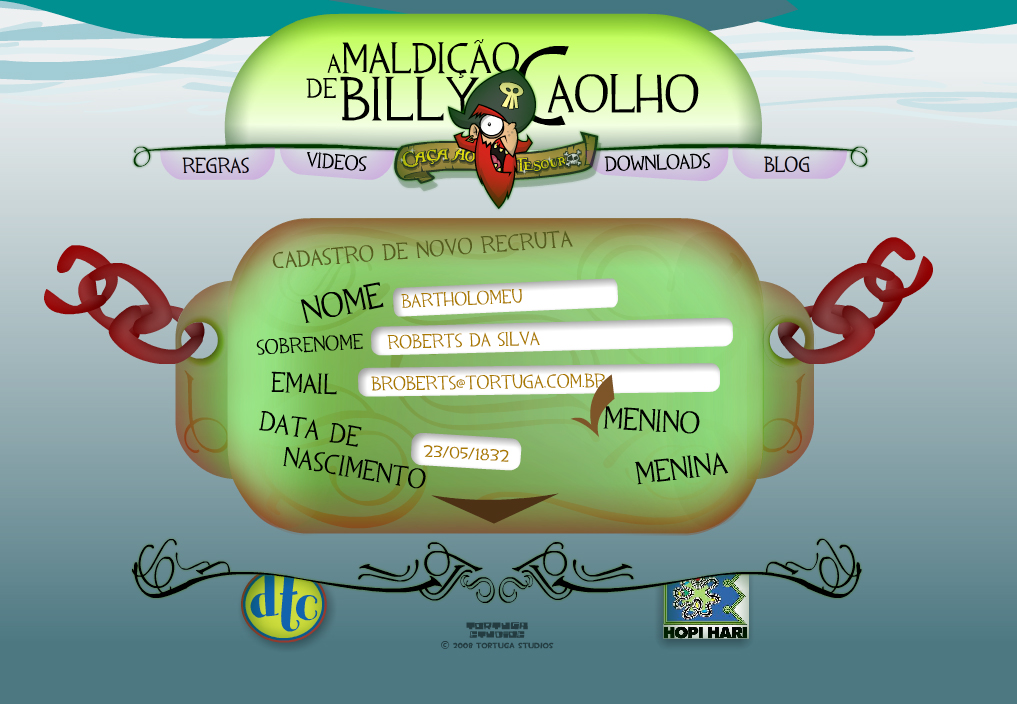 A MALDIÇÃO
DE BILLY CAOLHO
REGRAS
VIDEOS
CAÇA AO TESOURO
DOWNLOADS
BLOG
CADASTRO DE NOVO RECRUTA
NOME BARTHOLOMEU
SOBRENOME ROBERTS DA SILVA
EMAIL BROBERTS@TORTUGA.COM.BR
DATA DE
NASCIMENTO 23/05/1832
MENINO
MENINA
dtc
HOPI HARI
TORTUGA
STUDIOS
© 2008 TORTUGA STUDIOS